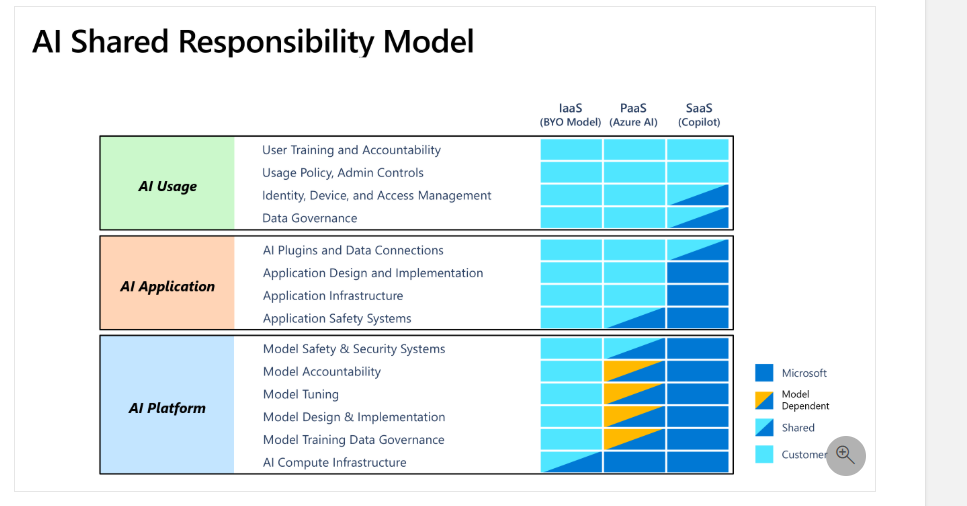 AI Shared Responsibility Model
IaaS PaaS SaaS
(BYO Model) (Azure AI) (Copilot)
AI Usage
User Training and Accountability
Usage Policy, Admin Controls
Identity, Device, and Access Management
Data Governance
AI Application
AI Plugins and Data Connections
Application Design and Implementation
Application Infrastructure
Application Safety Systems
AI Platform
Model Safety & Security Systems
Model Accountability
Model Tuning
Model Design & Implementation
Model Training Data Governance
AI Compute Infrastructure
Microsoft
Model
Dependent
Shared
Customer